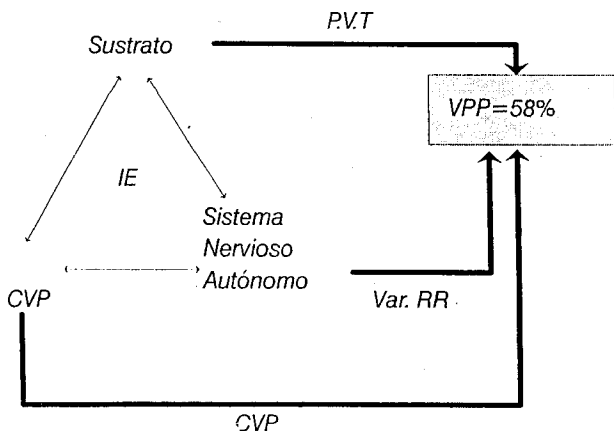 P.V.T
Sustrato
VPP=58%
IE
Sistema
Nervioso
Autónomo
CVP
Var. RR
CVP